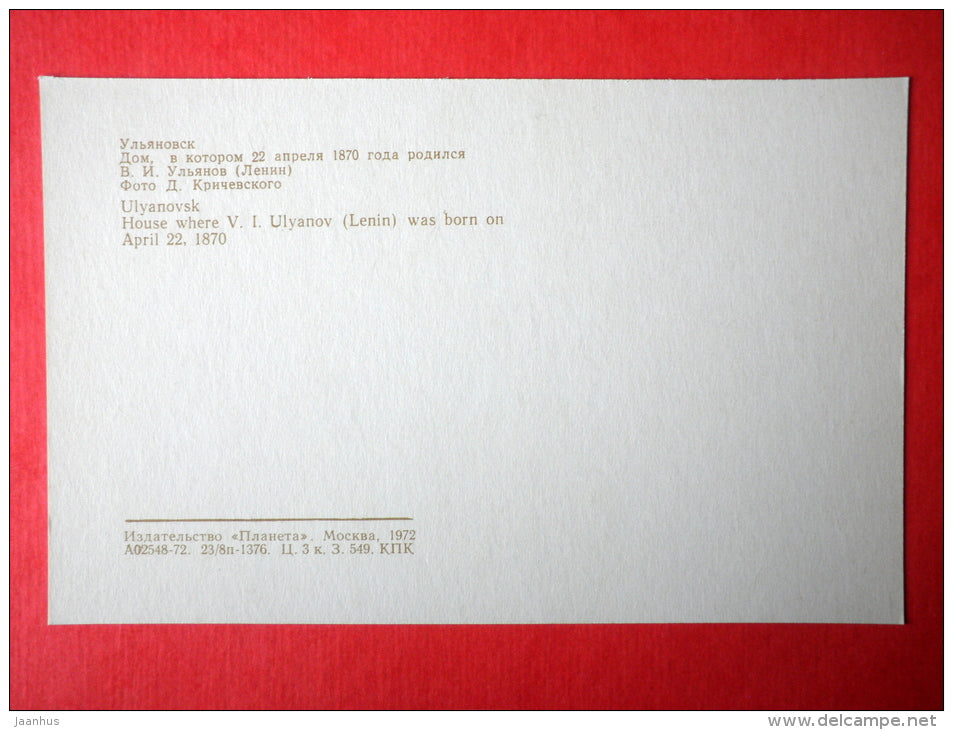 Ульяновск
Дом, в котором 22 апреля 1870 года родился
В. И. Ульянов (Ленин)
Фото Д. Кричевского
Ulyanovsk
House where V. I. Ulyanov (Lenin) was born on
April 22, 1870
Издательство «Планета». Москва, 1972
А02548-72. 23/8п-1376. Ц. 3 к. З. 549. КПК
Jaanhus
delcampe.net